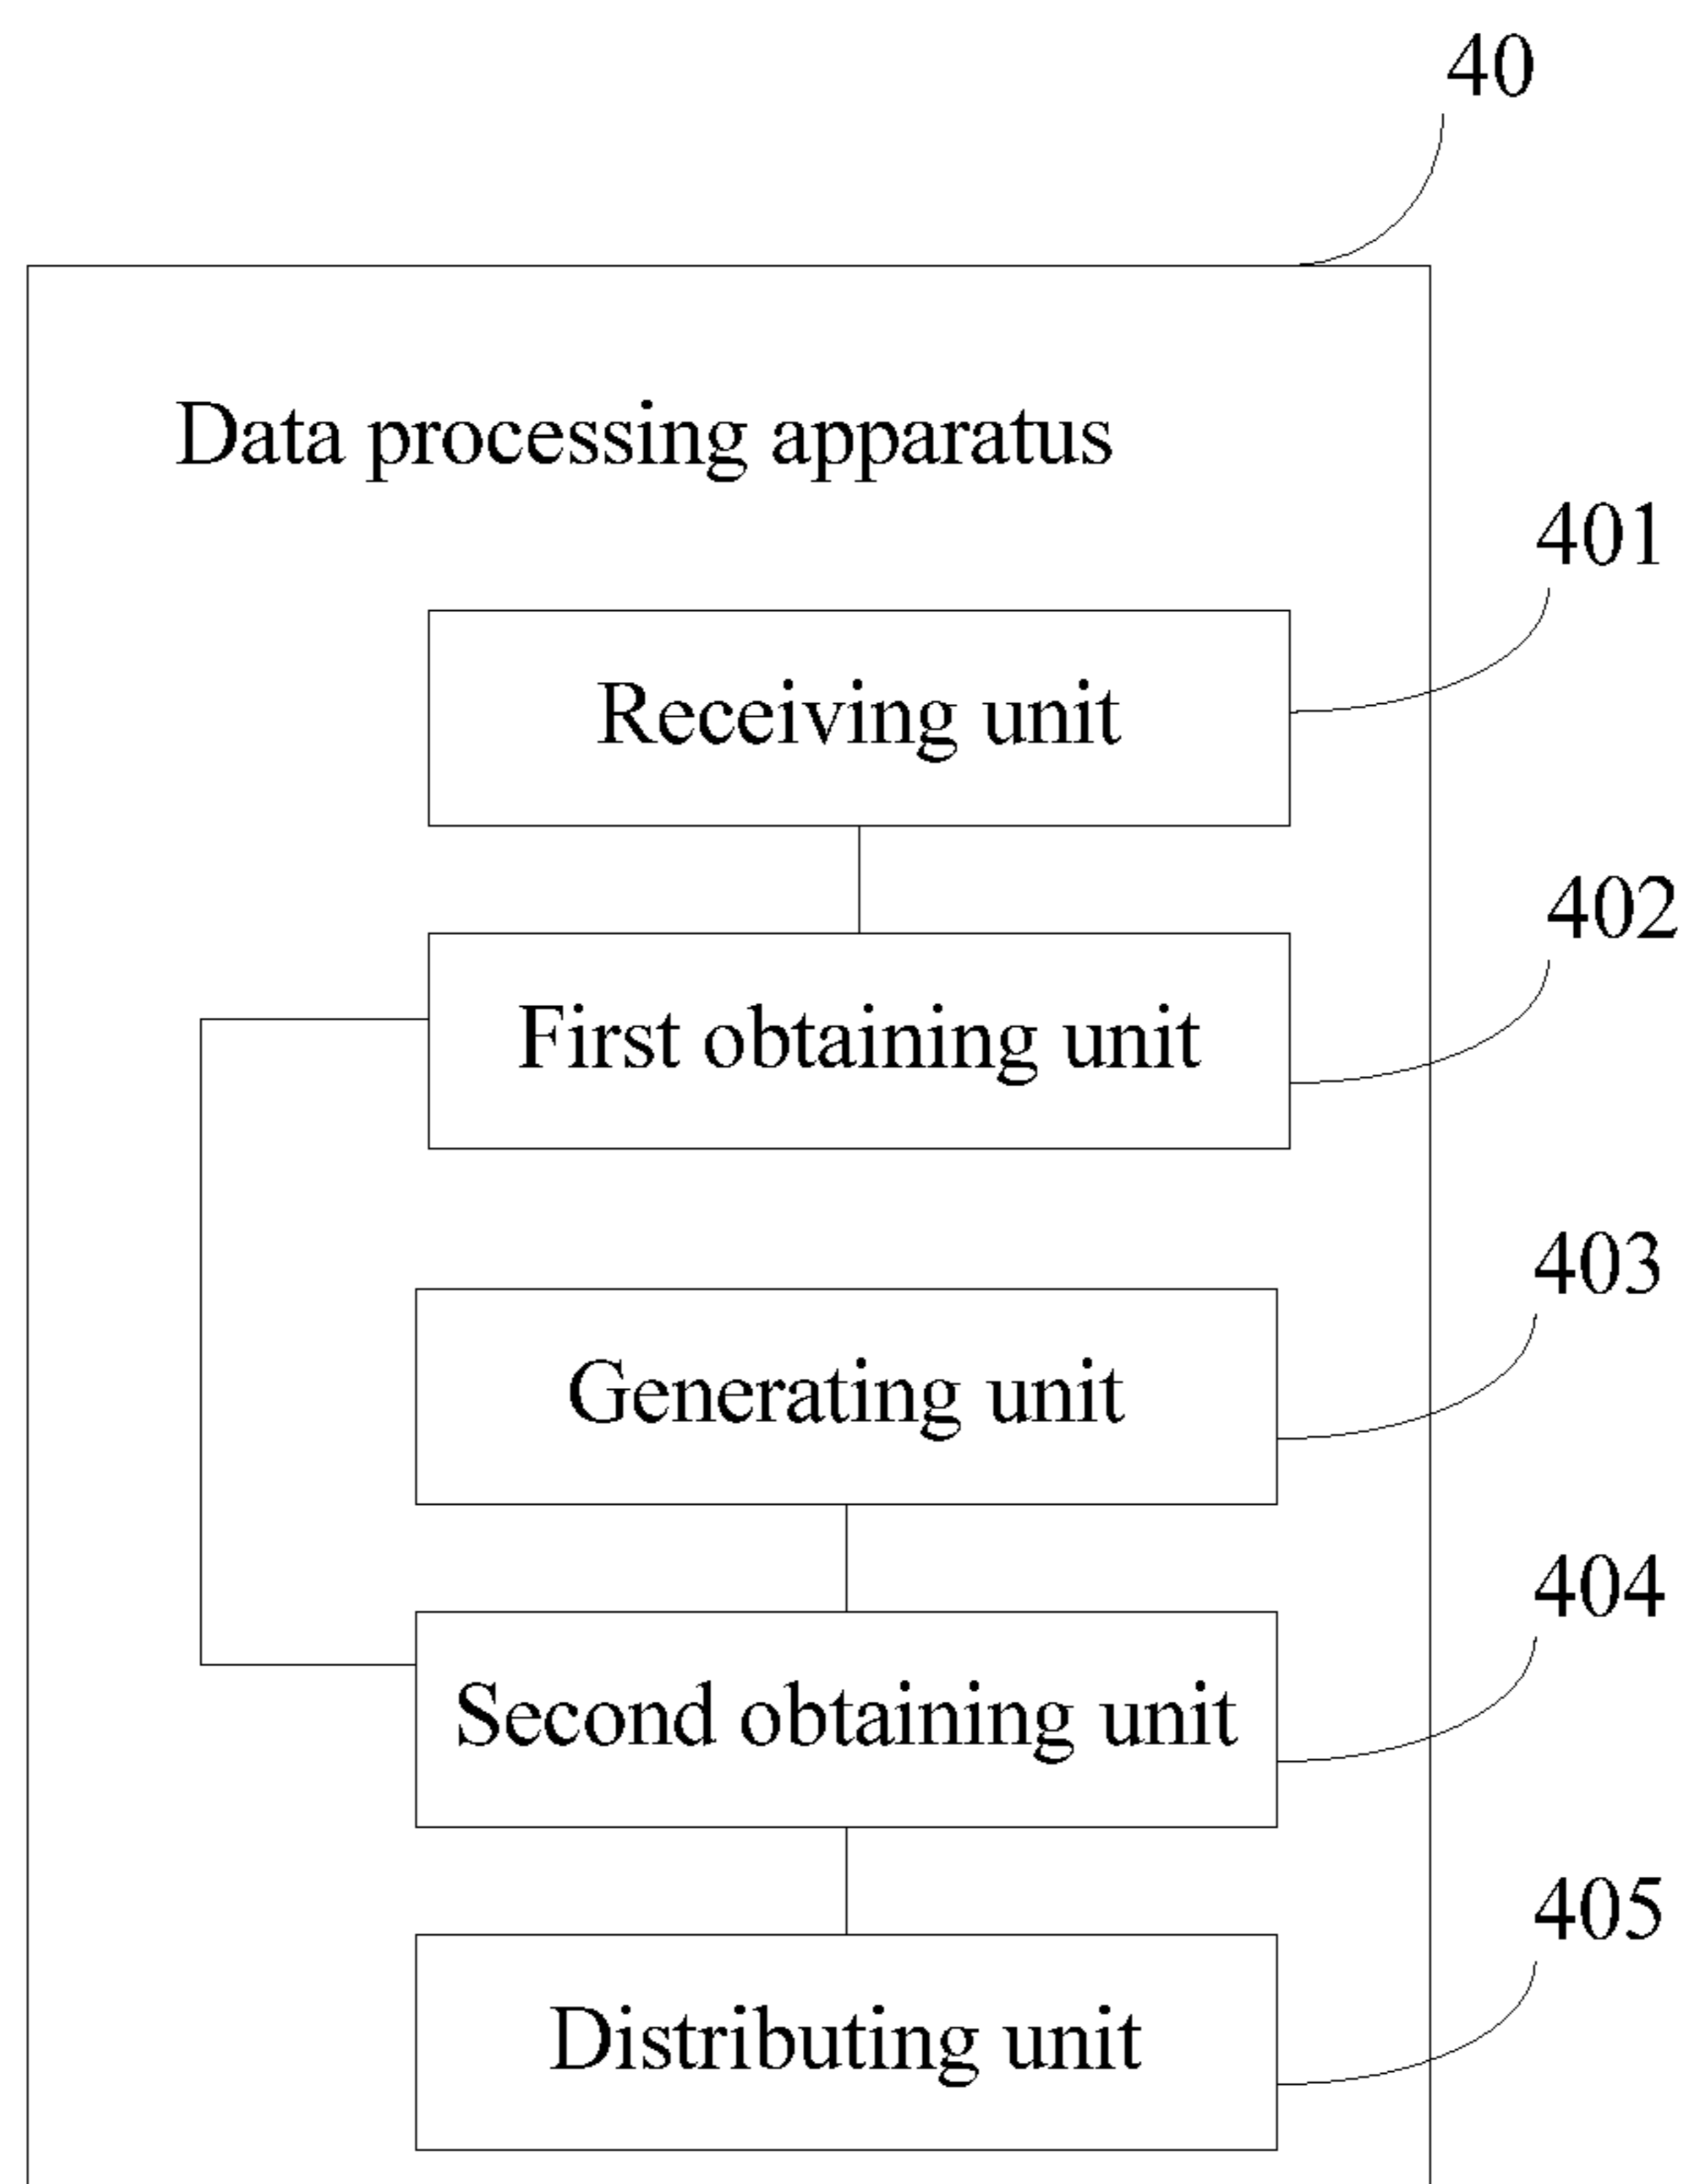 40
Data processing apparatus
401
Receiving unit
402
First obtaining unit
403
Generating unit
404
Second obtaining unit
405
Distributing unit